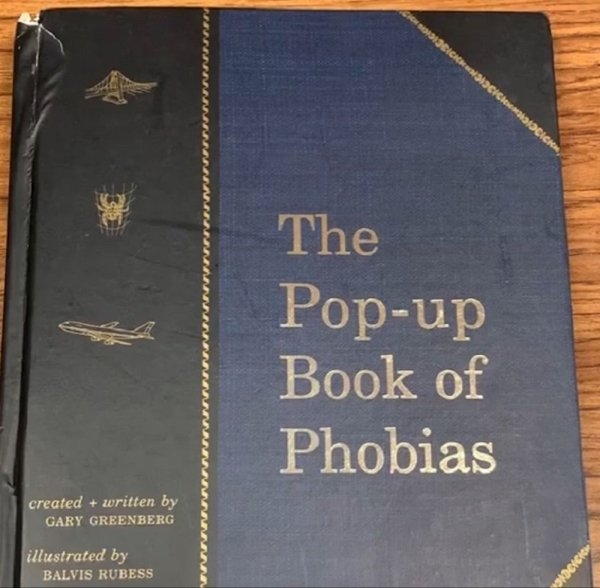 The
Pop-up
Book of
Phobias
created + written by
GARY GREENBERG
illustrated by
BALVIS RUBESS